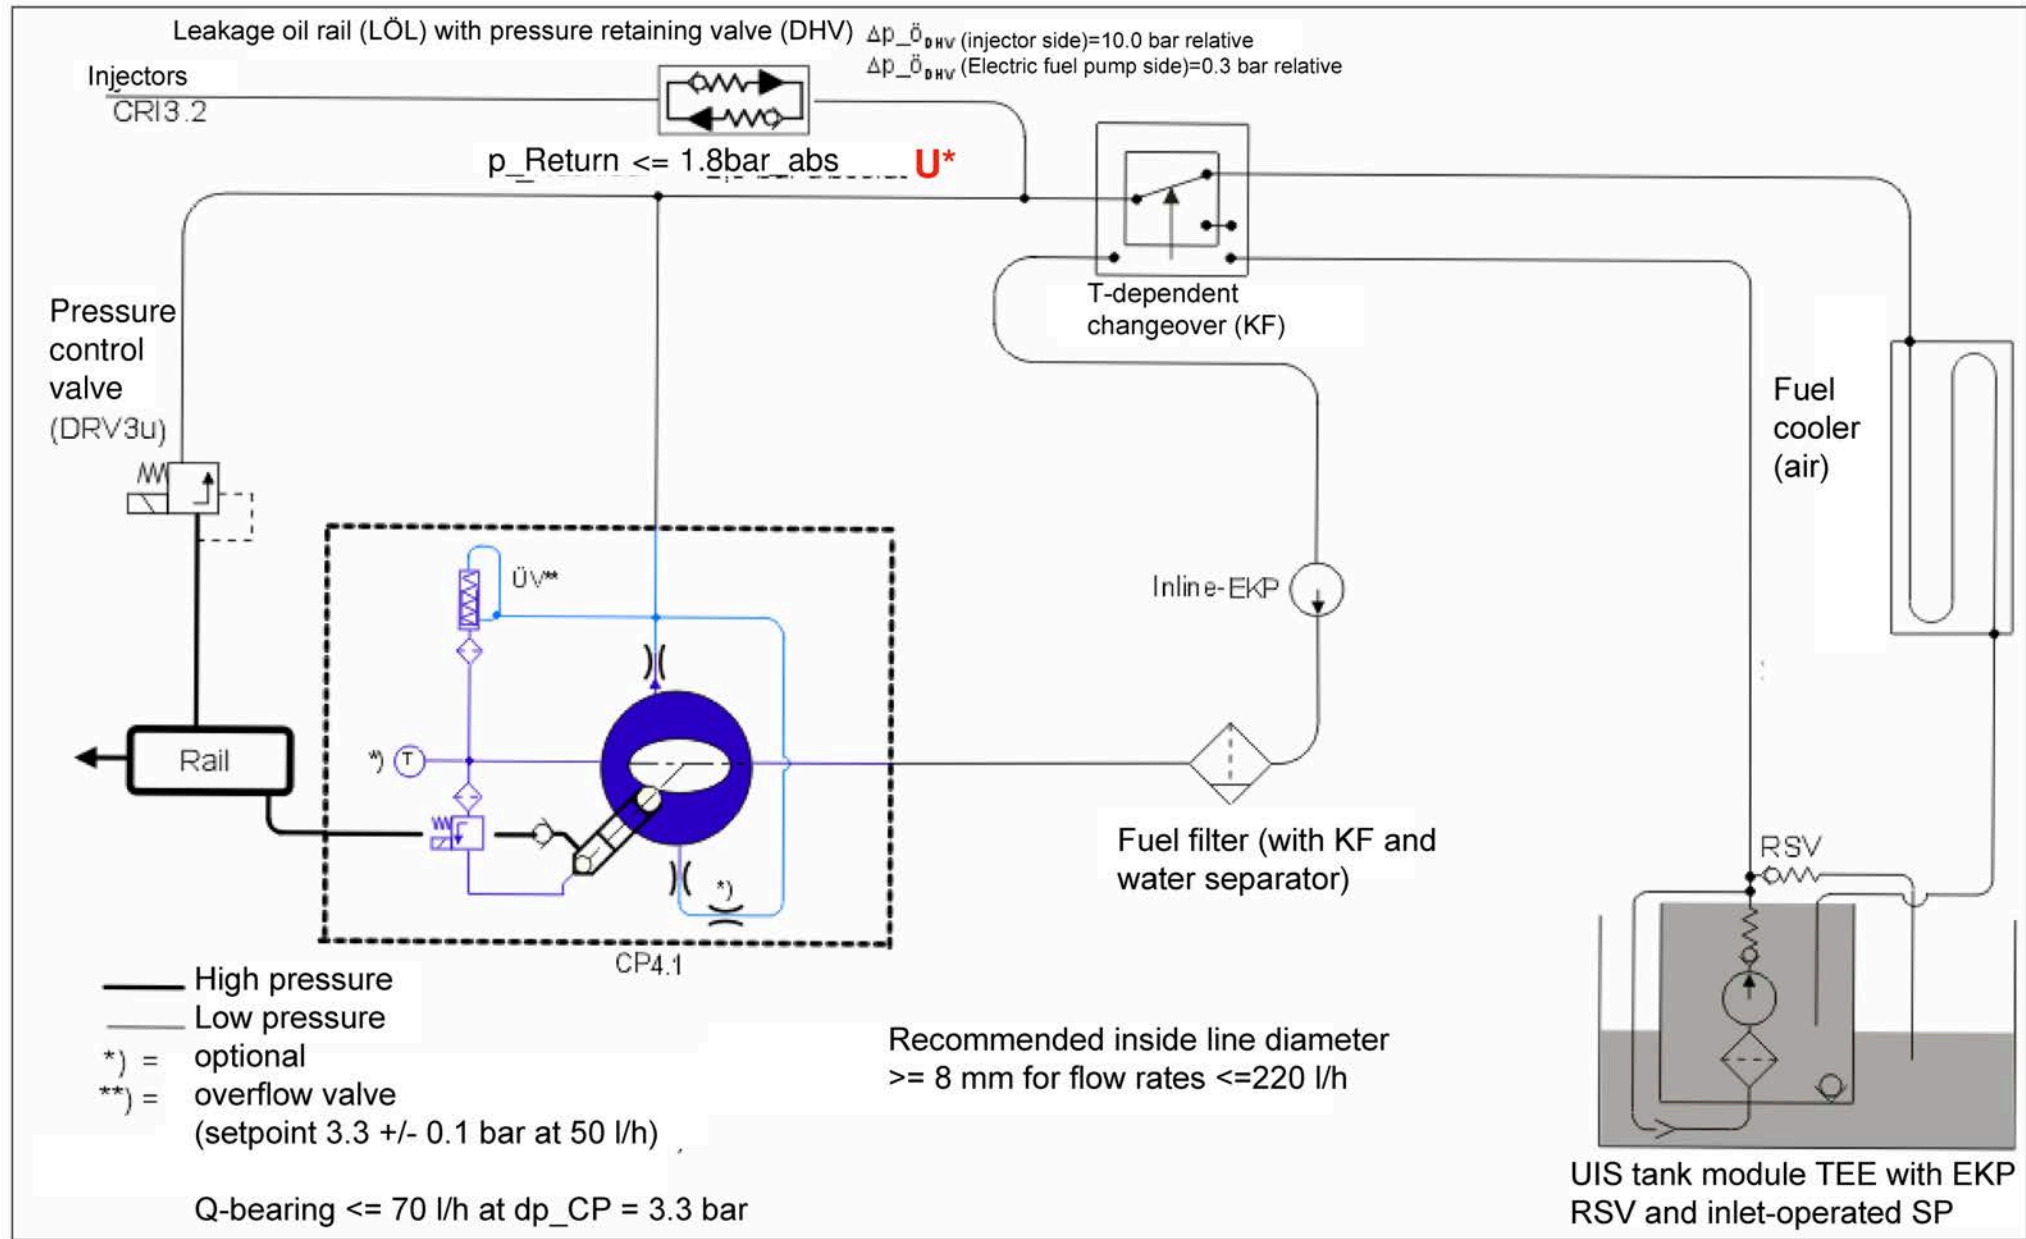 Leakage oil rail (LÖL) with pressure retaining valve (DHV)
Δp_ö DHV (injector side)=10.0 bar relative
Δp_ö DHV (Electric fuel pump side)=0.3 bar relative
Injectors
CRI3.2
p_Return <= 1.8bar_abs
U*
T-dependent
changeover (KF)
Pressure
control
valve
(DRV3u)
Fuel
cooler
(air)
ÜV**
Inline-EKP
Rail
*)
T
Fuel filter (with KF and
water separator)
RSV
*)
CP4.1
High pressure
Low pressure
*) = optional
**) = overflow valve
(setpoint 3.3 +/- 0.1 bar at 50 l/h)
Q-bearing <= 70 l/h at dp_CP = 3.3 bar
Recommended inside line diameter
>= 8 mm for flow rates <=220 l/h
UIS tank module TEE with EKP
RSV and inlet-operated SP